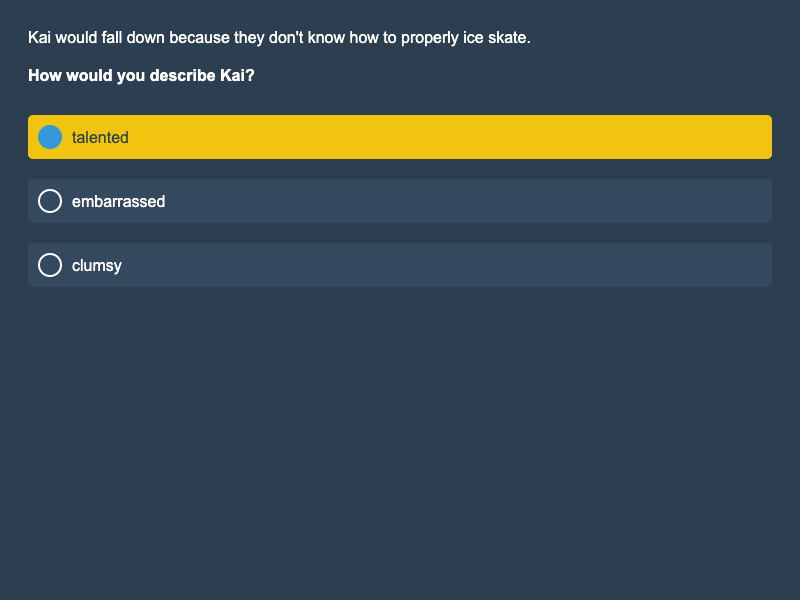 Kai would fall down because they don't know how to properly ice skate.
How would you describe Kai?
talented
embarrassed
clumsy